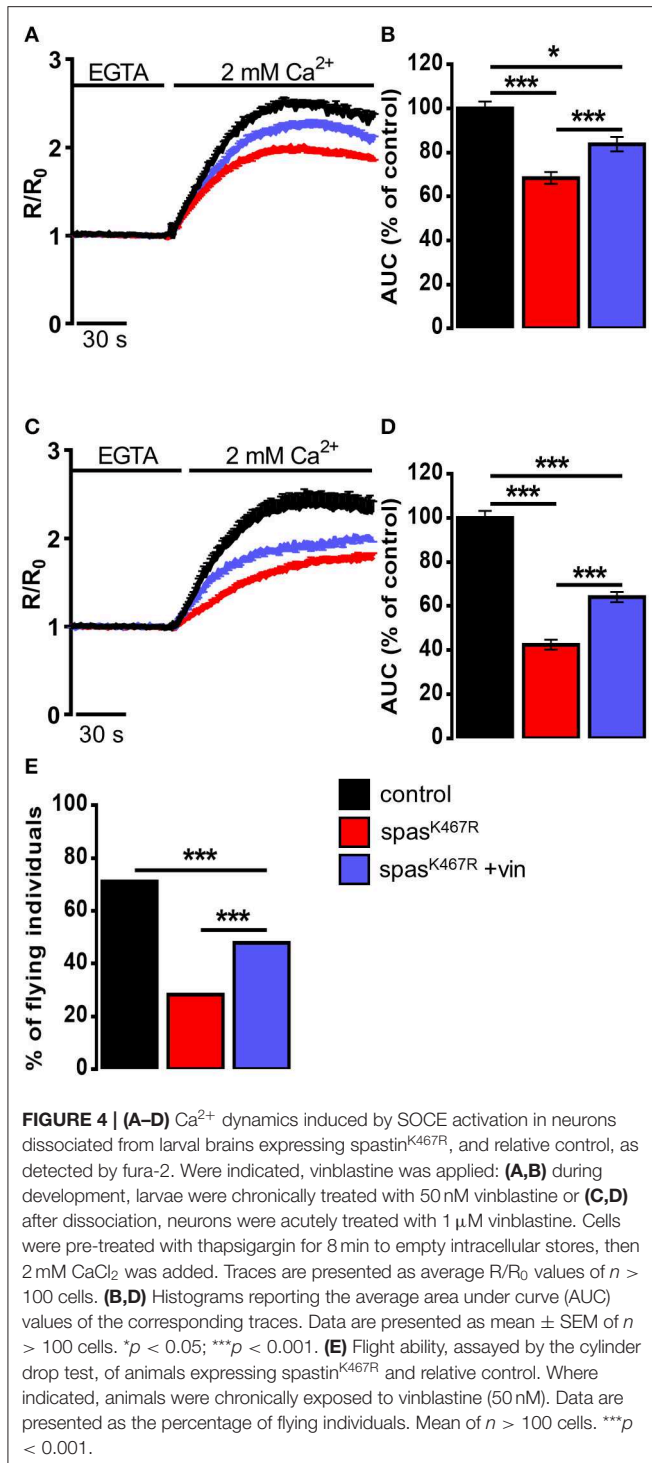 A
EGTA
2 mM Ca²⁺
3
2
1
0
R/R₀
30 s
B
*
***
***
120
100
80
60
40
20
0
AUC (% of control)
C
EGTA
2 mM Ca²⁺
3
2
1
0
R/R₀
30 s
D
***
***
***
120
100
80
60
40
20
0
AUC (% of control)
E
100
80
60
40
20
0
% of flying individuals
***
***
control
spasᴷ⁴⁶⁷ᴿ
spasᴷ⁴⁶⁷ᴿ +vin
FIGURE 4 | (A–D) Ca²⁺ dynamics induced by SOCE activation in neurons
dissociated from larval brains expressing spastinᴷ⁴⁶⁷ᴿ, and relative control, as
detected by fura-2. Were indicated, vinblastine was applied: (A,B) during
development, larvae were chronically treated with 50 nM vinblastine or (C,D)
after dissociation, neurons were acutely treated with 1 μM vinblastine. Cells
were pre-treated with thapsigargin for 8 min to empty intracellular stores, then
2 mM CaCl₂ was added. Traces are presented as average R/R₀ values of n >
100 cells. (B,D) Histograms reporting the average area under curve (AUC)
values of the corresponding traces. Data are presented as mean ± SEM of n
> 100 cells. *p < 0.05; ***p < 0.001. (E) Flight ability, assayed by the cylinder
drop test, of animals expressing spastinᴷ⁴⁶⁷ᴿ and relative control. Where
indicated, animals were chronically exposed to vinblastine (50 nM). Data are
presented as the percentage of flying individuals. Mean of n > 100 cells. ***p
< 0.001.